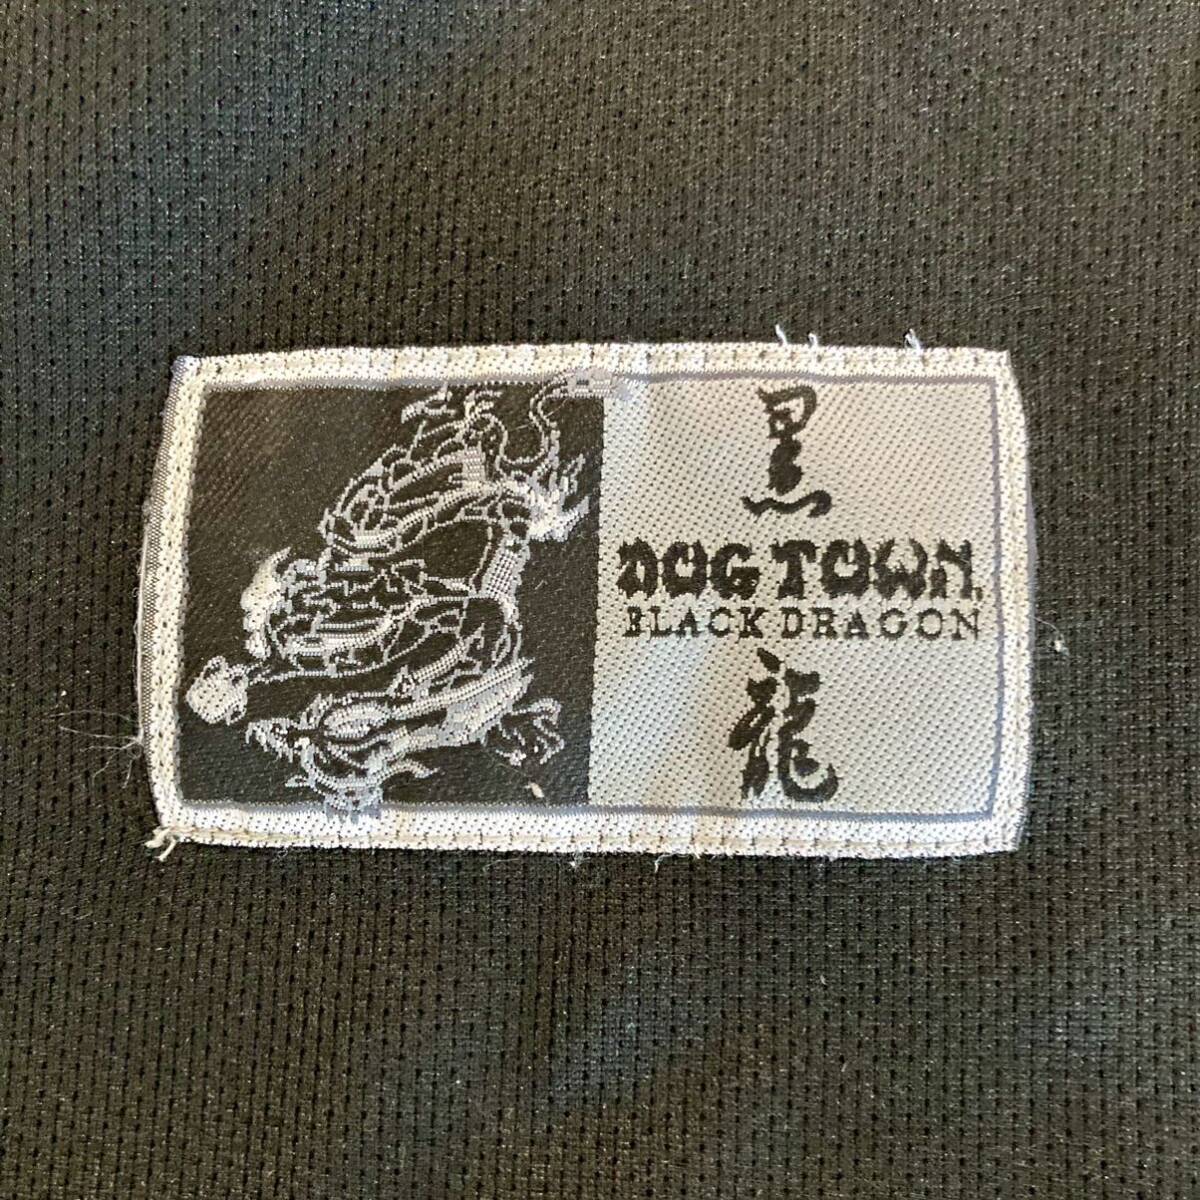 黒
DOG TOWN.
BLACK DRAGON
龍